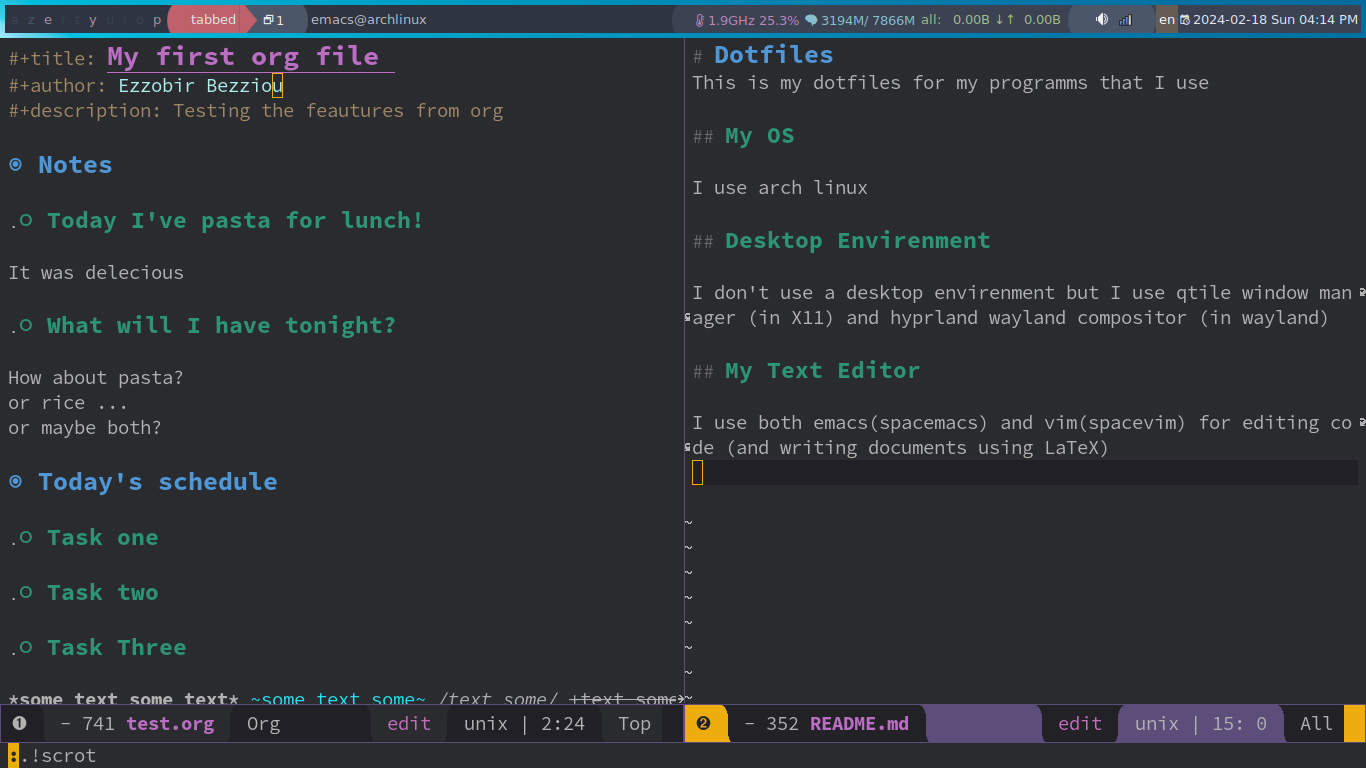 a z e r t y u i o p tabbed 1 emacs@archlinux 1.9GHz 25.3% 3194M/ 7866M all: 0.00B ↓↑ 0.00B en 2024-02-18 Sun 04:14 PM
#+title: My first org file
#+author: Ezzobir Bezziou
#+description: Testing the feautures from org
Notes
Today I've pasta for lunch!
It was delecious
What will I have tonight?
How about pasta?
or rice ...
or maybe both?
Today's schedule
Task one
Task two
Task Three
*some text some text* ~some text some~ /text some/ +text some
# Dotfiles
This is my dotfiles for my programms that I use
## My OS
I use arch linux
## Desktop Envirenment
I don't use a desktop envirenment but I use qtile window man
ager (in X11) and hyprland wayland compositor (in wayland)
## My Text Editor
I use both emacs(spacemacs) and vim(spacevim) for editing co
de (and writing documents using LaTeX)
~
~
~
~
~
~
~
~
❶ - 741 test.org Org edit unix | 2:24 Top
❷ - 352 README.md edit unix | 15: 0 All
:.!scrot